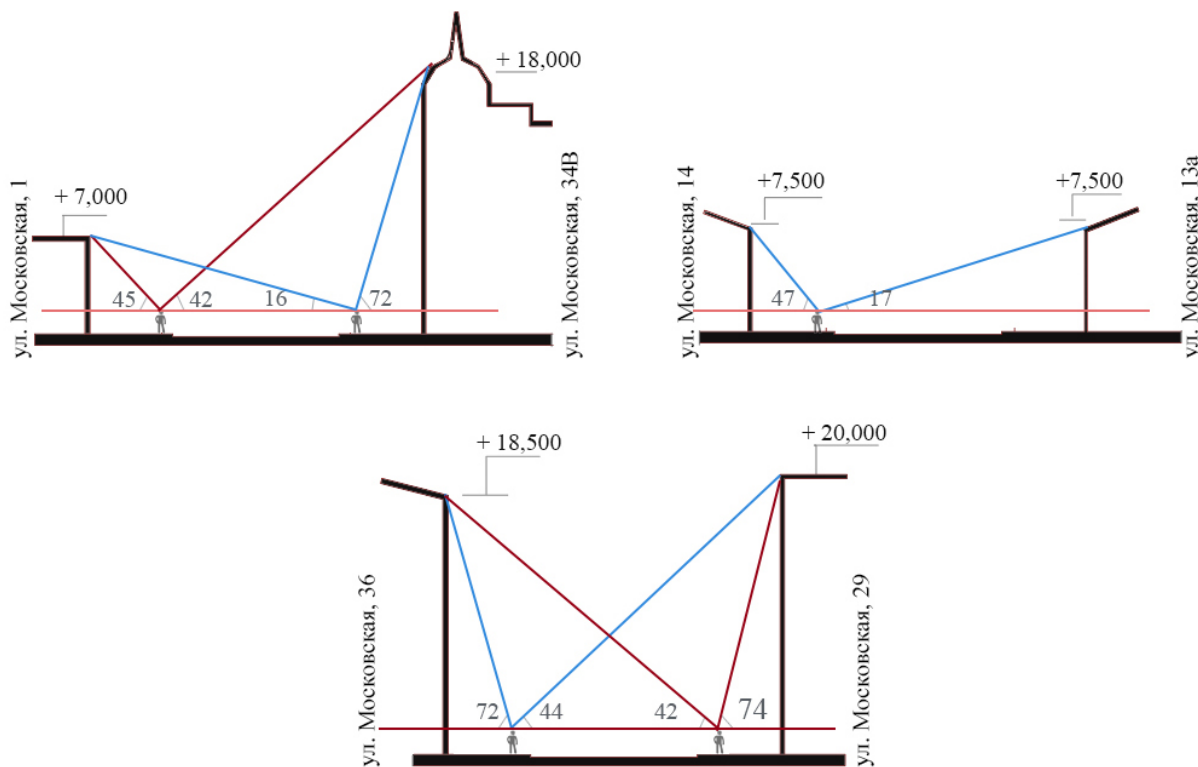 ул. Московская, 1
+ 7,000
45
42
16
72
+ 18,000
ул. Московская, 34В
ул. Московская, 14
+7,500
47
17
+7,500
ул. Московская, 13а
ул. Московская, 36
+ 18,500
72
44
42
74
+ 20,000
ул. Московская, 29